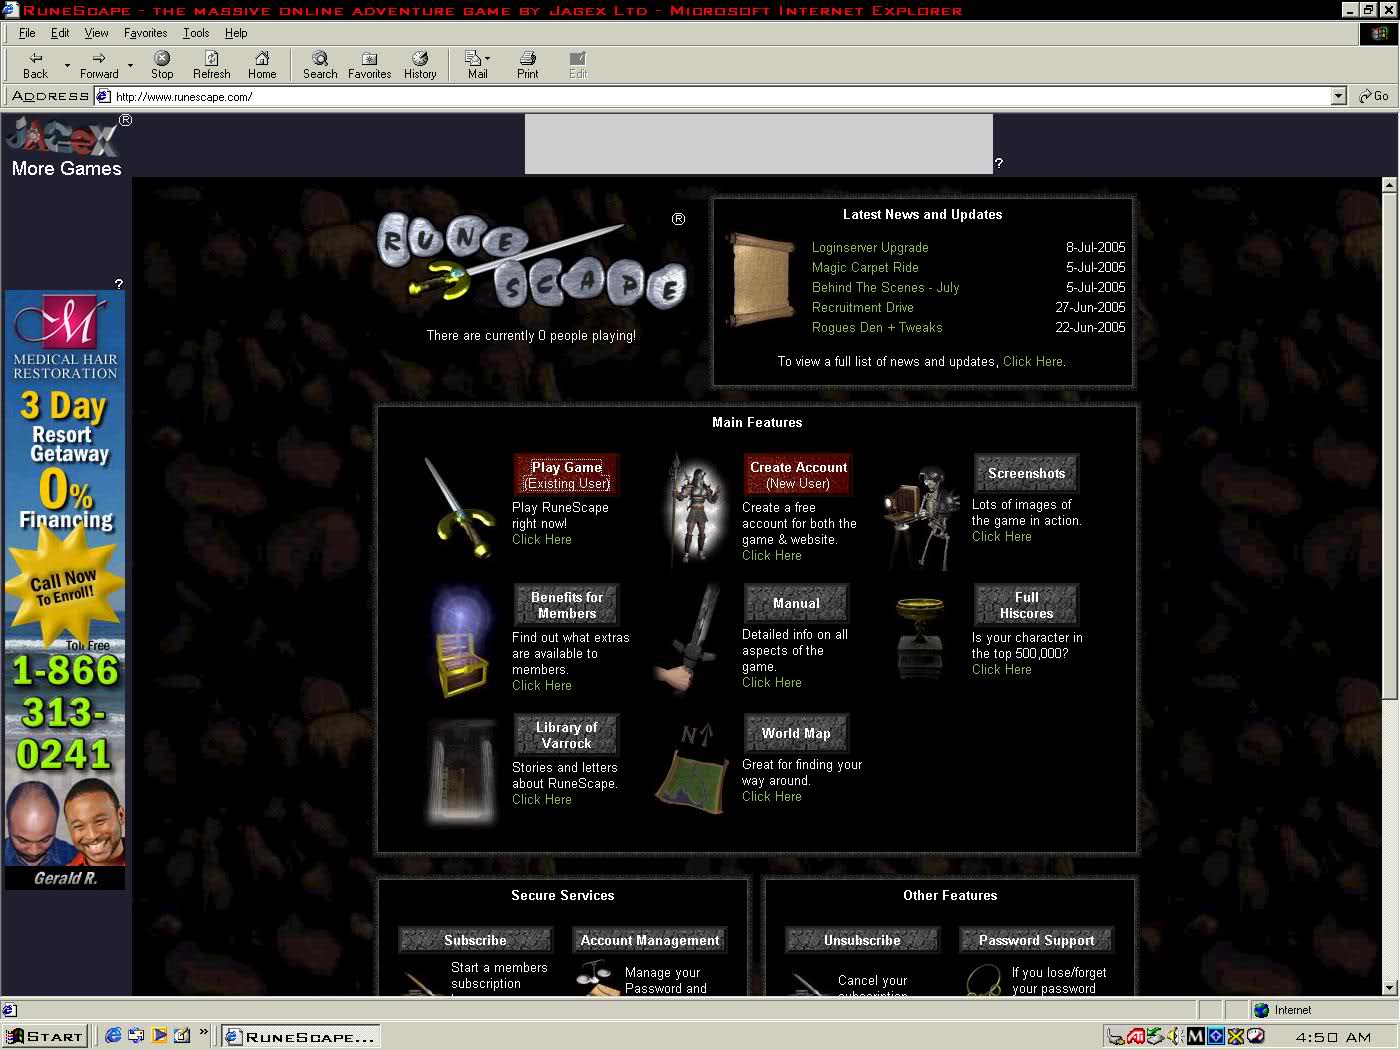 RuneScape - the massive online adventure game by Jagex Ltd - Microsoft Internet Explorer
File Edit View Favorites Tools Help
Back Forward Stop Refresh Home Search Favorites History Mail Print Edit
Address http://www.runescape.com/ Go
JAGEX ®
More Games
?
?
MEDICAL HAIR
RESTORATION
3 Day
Resort
Getaway
0%
Financing
Call Now
To Enroll!
Toll Free
1-866
313-
0241
Gerald R.
RUNE
SCAPE
®
There are currently 0 people playing!
Latest News and Updates
Loginserver Upgrade 8-Jul-2005
Magic Carpet Ride 5-Jul-2005
Behind The Scenes - July 5-Jul-2005
Recruitment Drive 27-Jun-2005
Rogues Den + Tweaks 22-Jun-2005
To view a full list of news and updates, Click Here.
Main Features
Play Game
(Existing User)
Play RuneScape
right now!
Click Here
Create Account
(New User)
Create a free
account for both the
game & website.
Click Here
Screenshots
Lots of images of
the game in action.
Click Here
Benefits for
Members
Find out what extras
are available to
members.
Click Here
Manual
Detailed info on all
aspects of the
game.
Click Here
Full
Hiscores
Is your character in
the top 500,000?
Click Here
Library of
Varrock
Stories and letters
about RuneScape.
Click Here
N
World Map
Great for finding your
way around.
Click Here
Secure Services
Subscribe
Start a members
subscription
Account Management
Manage your
Password and
Other Features
Unsubscribe
Cancel your
subscription
Password Support
If you lose/forget
your password
Internet
Start
RuneScape...
4:50 AM